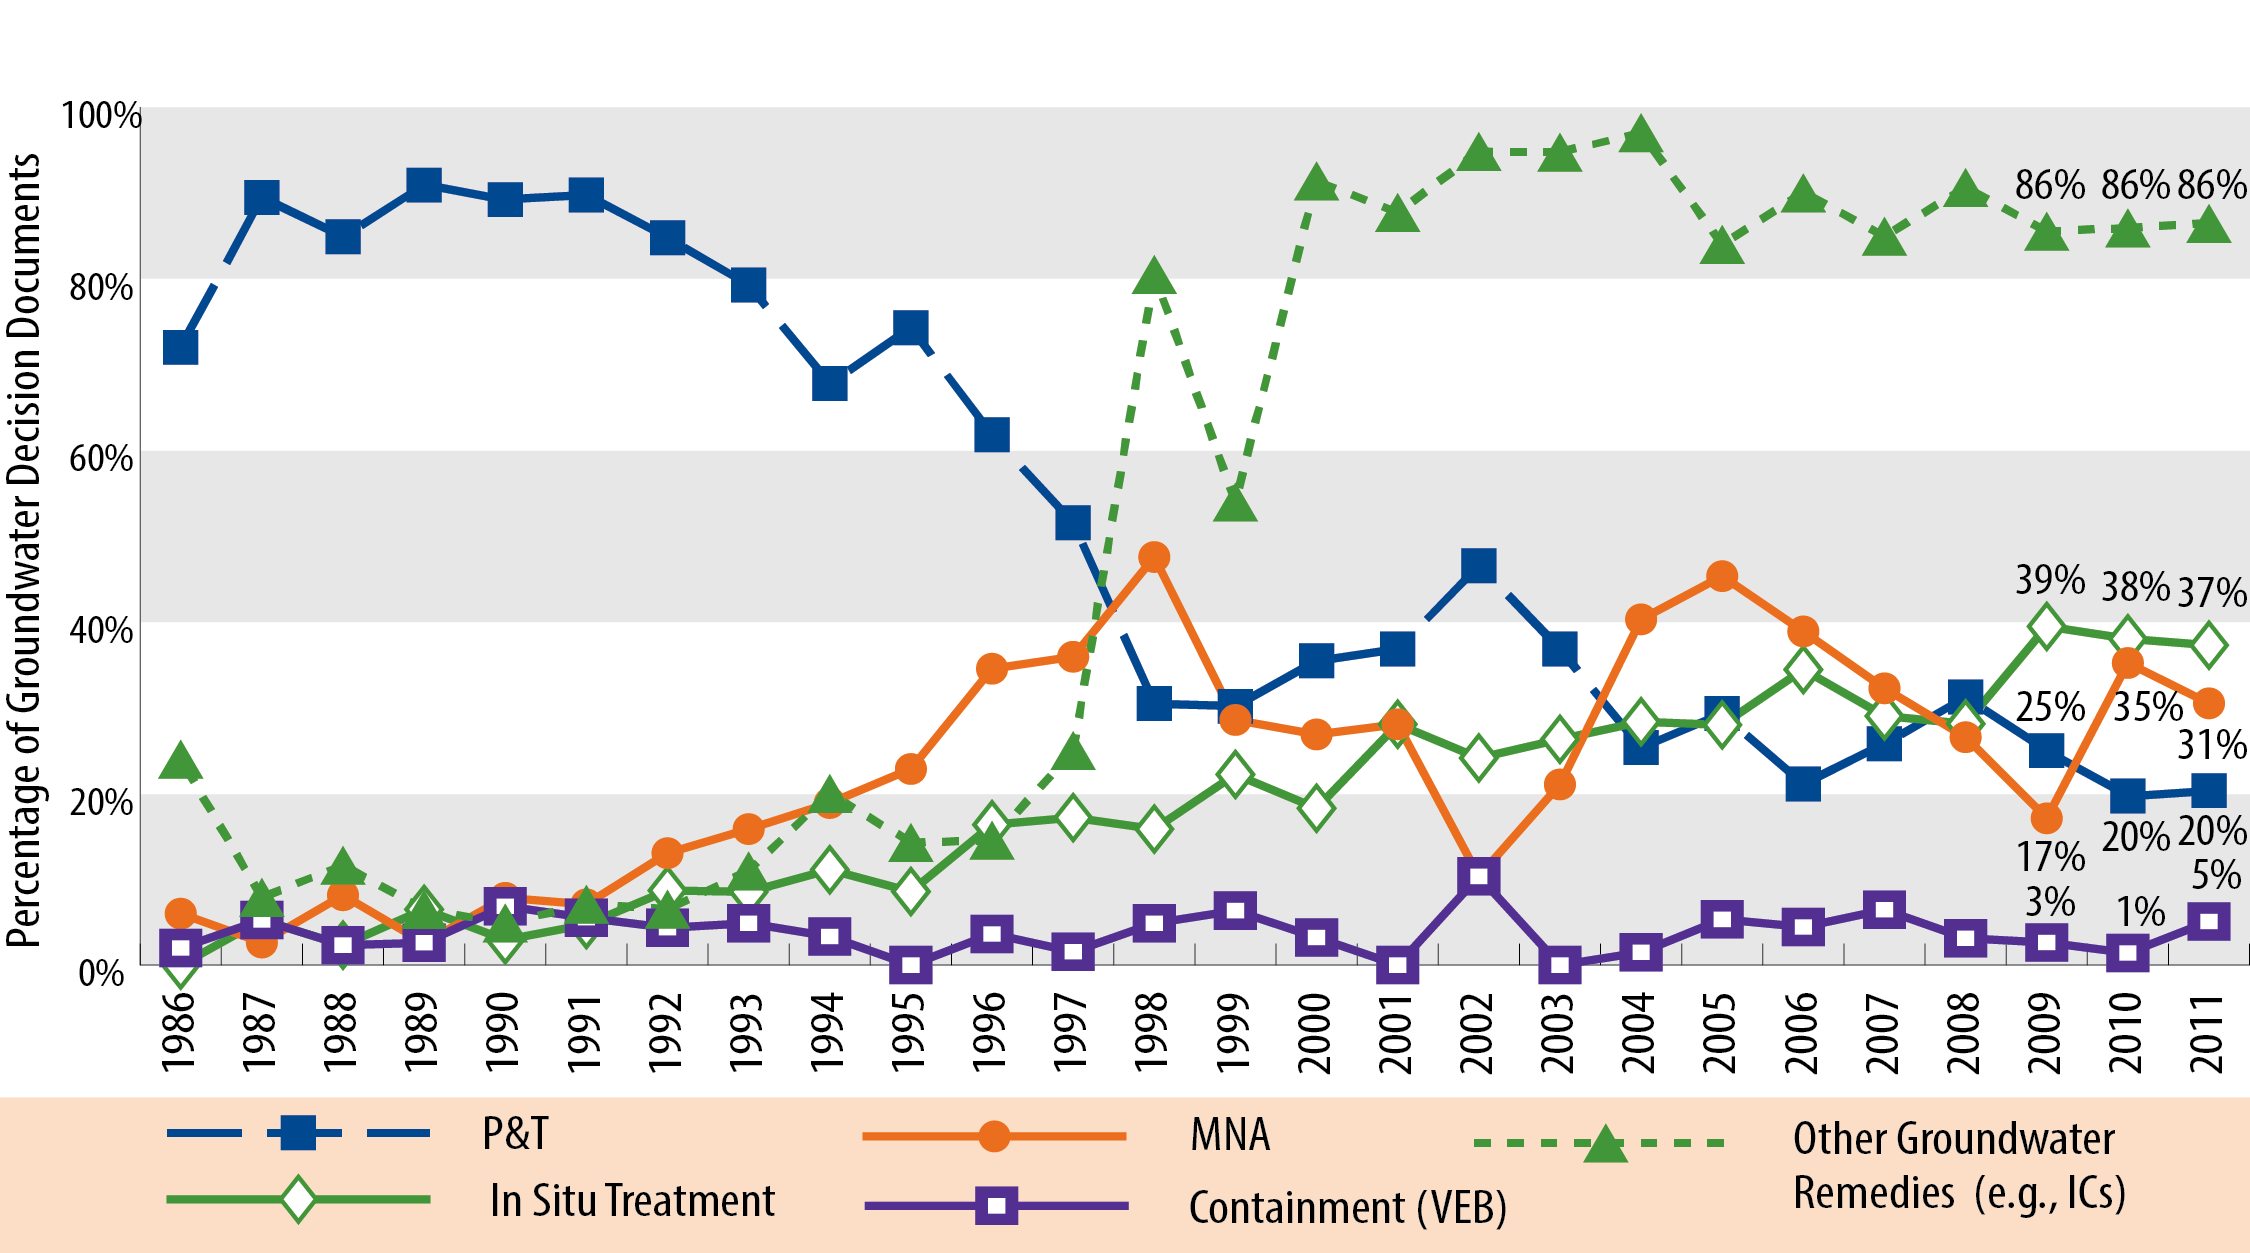 Percentage of Groundwater Decision Documents
100%
80%
60%
40%
20%
0%
86% 86% 86%
39% 38% 37%
25% 35%
31%
17% 20% 20%
3% 1% 5%
1986 1987 1988 1989 1990 1991 1992 1993 1994 1995 1996 1997 1998 1999 2000 2001 2002 2003 2004 2005 2006 2007 2008 2009 2010 2011
P&T
MNA
Other Groundwater
Remedies (e.g., ICs)
In Situ Treatment
Containment (VEB)